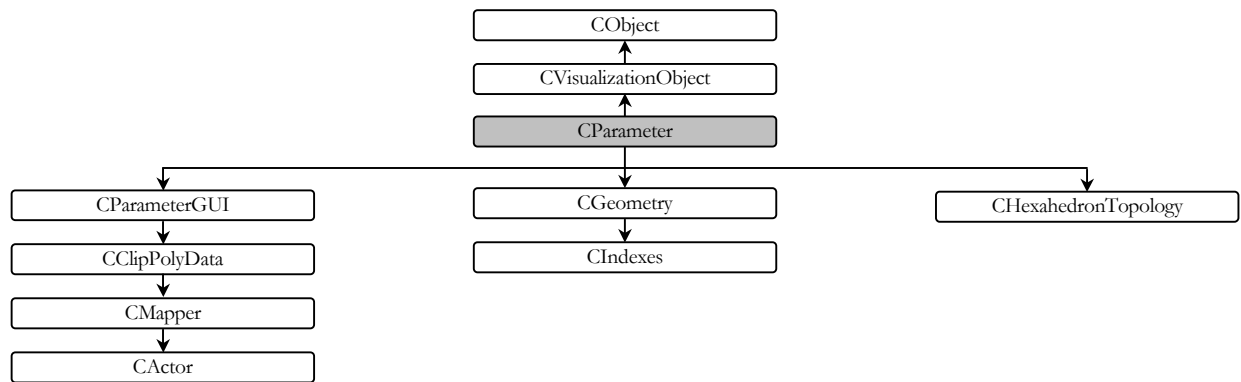 CObject
CVisualizationObject
CParameter
CParameterGUI
CGeometry
CHexahedronTopology
CClipPolyData
CIndexes
CMapper
CActor